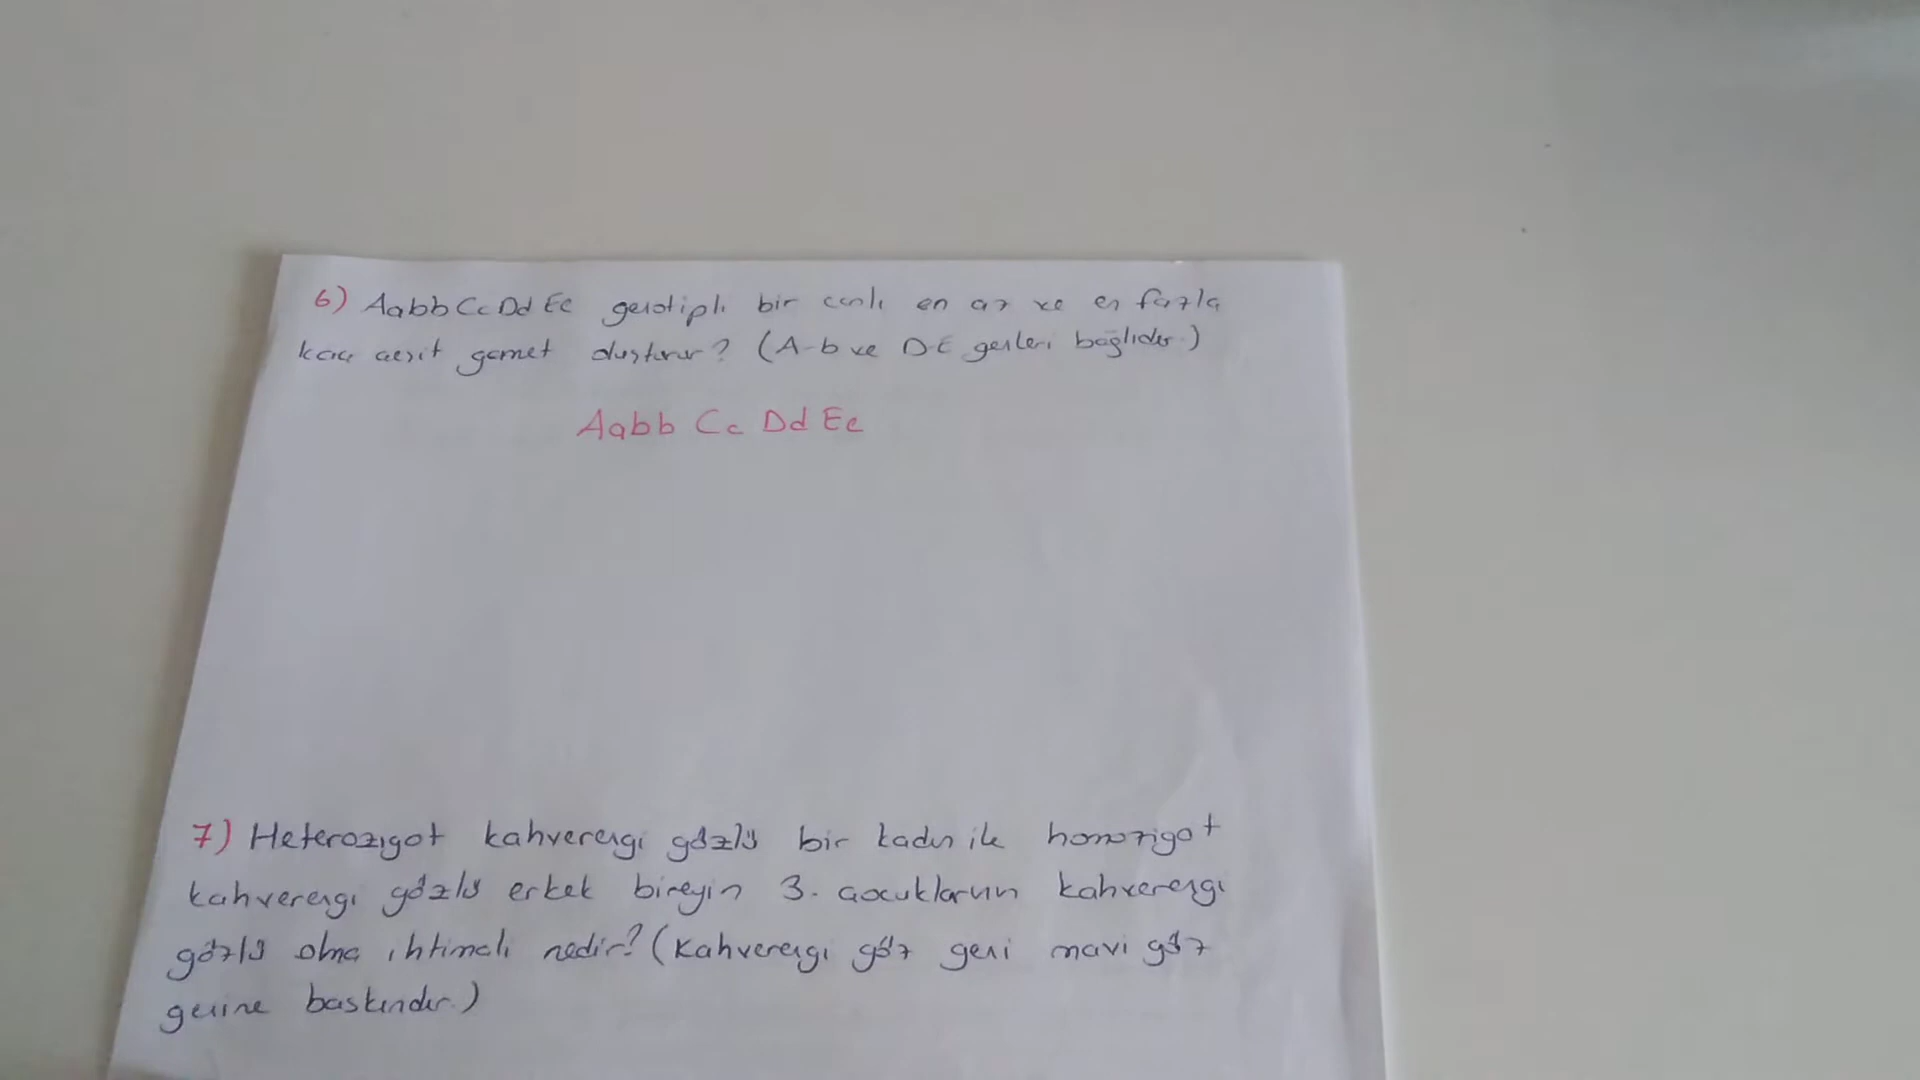 6) AabbCcDdEe genotipli bir canlı en az ve en fazla
kaç çeşit gamet oluşturur? (A-b ve D-E genleri bağlıdır.)
Aabb Cc Dd Ee
7) Heterozigot kahverengi gözlü bir kadın ile homozigot
kahverengi gözlü erkek bireyin 3. çocuklarının kahverengi
gözlü olma ihtimali nedir? (Kahverengi göz geni mavi göz
genine baskındır.)